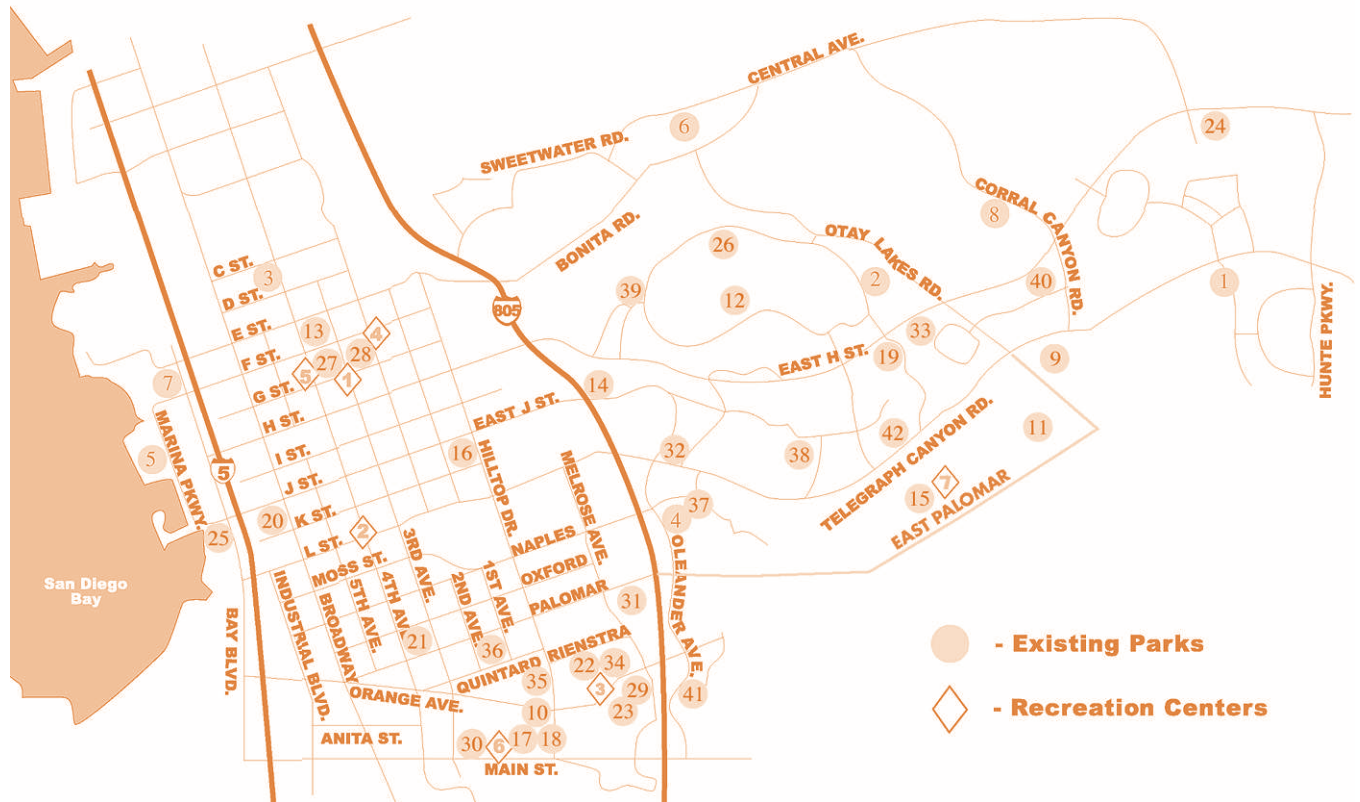 CENTRAL AVE.
6
24
SWEETWATER RD.
CORRAL CANYON RD.
8
BONITA RD.
OTAY LAKES RD.
26
C ST.
3
D ST.
39
12
2
40
1
805
HUNTE PKWY.
E ST.
13
4
33
F ST.
27
28
EAST H ST.
19
9
7
5
1
G ST.
14
MARINA PKWY.
H ST.
EAST J ST.
5
I ST.
16
HILLTOP DR.
MELROSE AVE.
32
38
42
TELEGRAPH CANYON RD.
11
5
J ST.
15
7
EAST PALOMAR
20
K ST.
25
L ST.
2
3RD AVE.
NAPLES
4
37
OLEANDER AVE.
San Diego
Bay
MOSS ST.
OXFORD
INDUSTRIAL BLVD.
BROADWAY
5TH AVE.
4TH AV
2ND AVE.
1ST AVE.
PALOMAR
31
BAY BLVD.
21
36
QUINTARD
RIENSTRA
22
34
- Existing Parks
35
3
29
41
ORANGE AVE.
10
23
- Recreation Centers
ANITA ST.
30
6
17
18
MAIN ST.